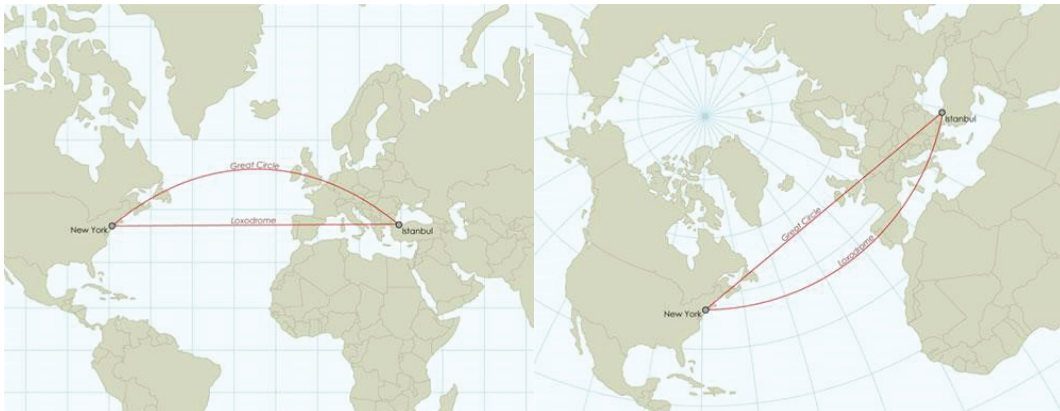 Great Circle
Loxodrome
New York
Istanbul
Istanbul
Great Circle
Loxodrome
New York